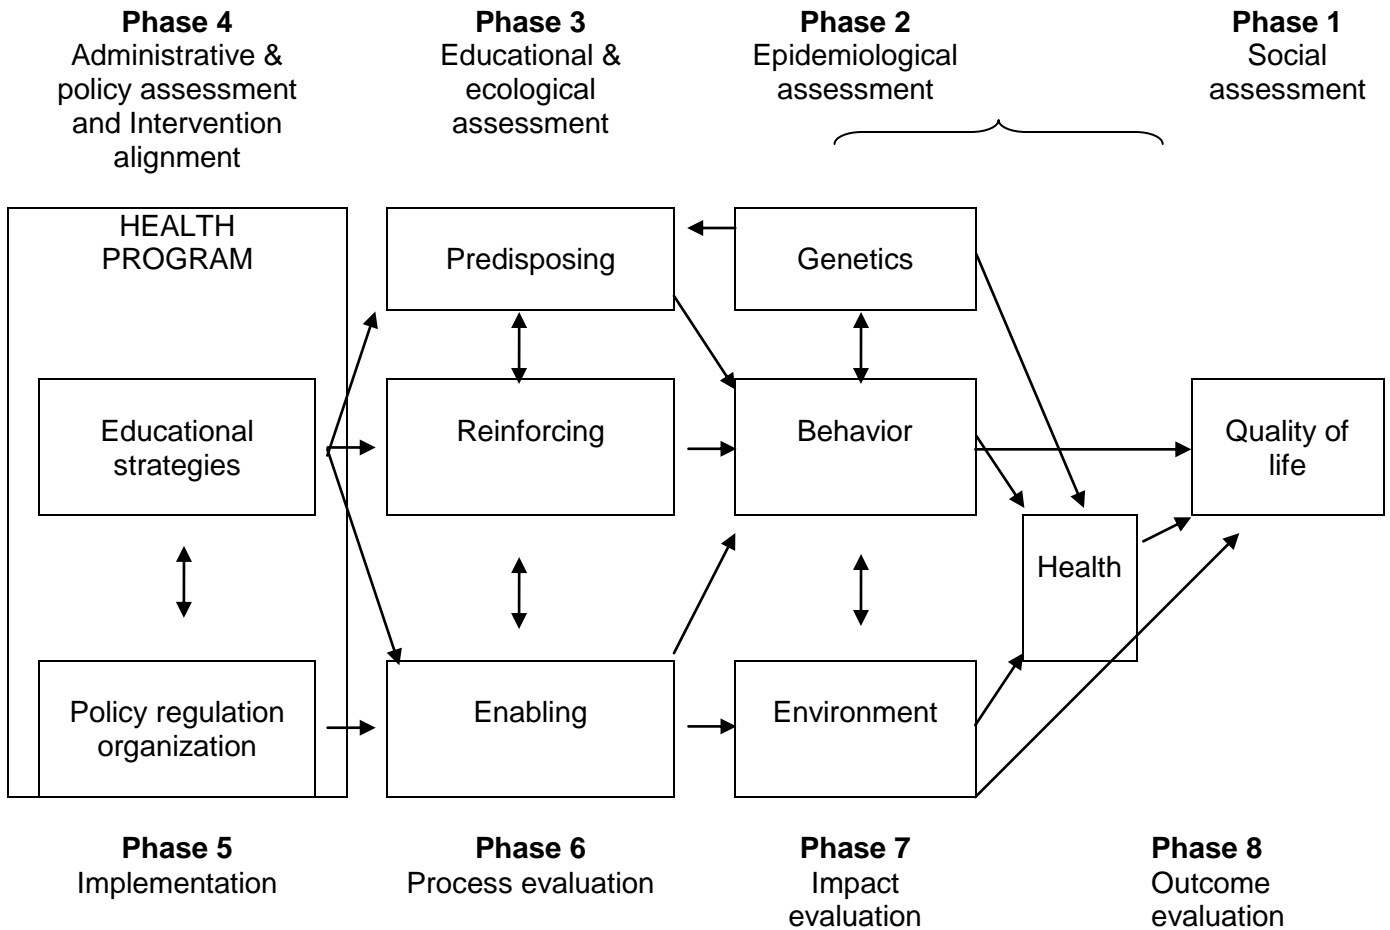 Phase 4
Administrative &
policy assessment
and Intervention
alignment
Phase 3
Educational &
ecological
assessment
Phase 2
Epidemiological
assessment
Phase 1
Social
assessment
HEALTH
PROGRAM
Predisposing
Genetics
Educational
strategies
Reinforcing
Behavior
Quality of
life
Health
Policy regulation
organization
Enabling
Environment
Phase 5
Implementation
Phase 6
Process evaluation
Phase 7
Impact
evaluation
Phase 8
Outcome
evaluation